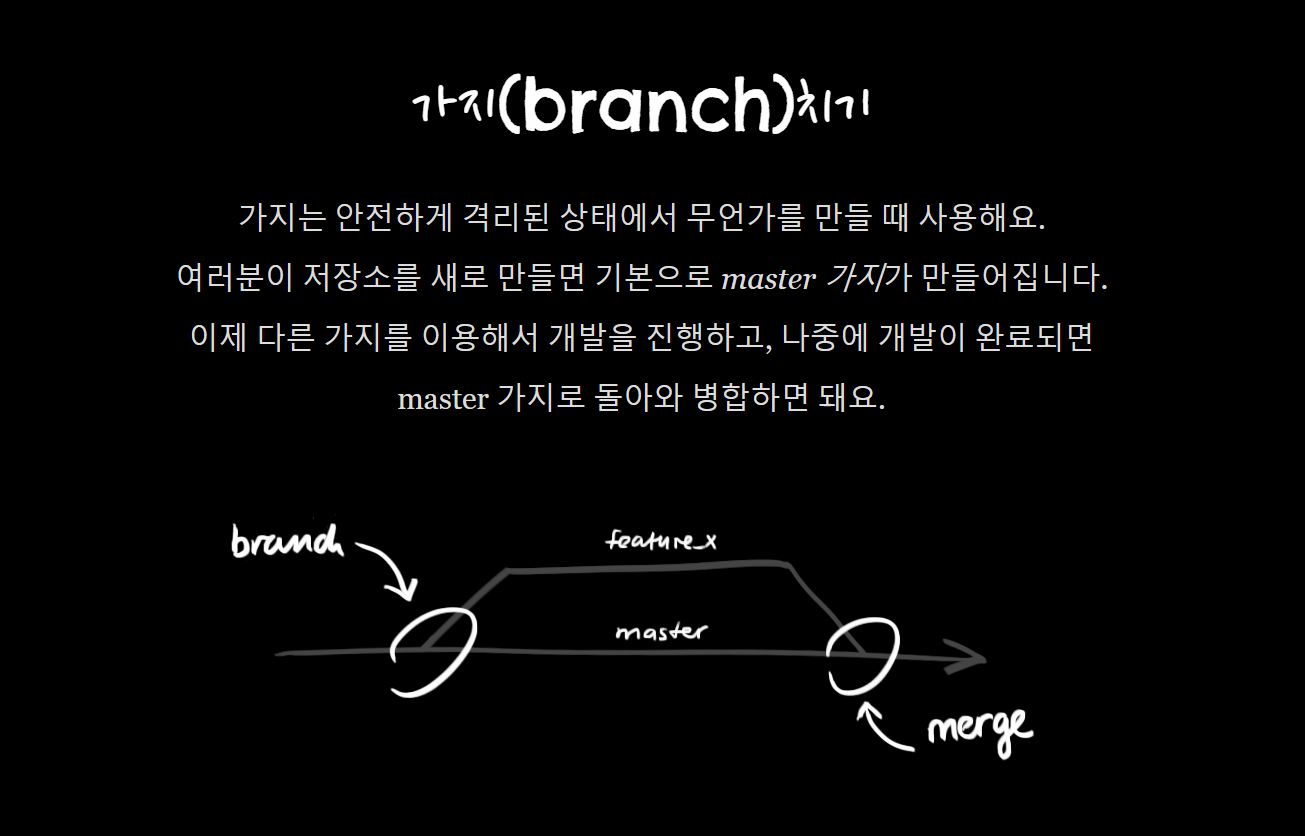 가지(branch)치기
가지는 안전하게 격리된 상태에서 무언가를 만들 때 사용해요.
여러분이 저장소를 새로 만들면 기본으로 master 가지가 만들어집니다.
이제 다른 가지를 이용해서 개발을 진행하고, 나중에 개발이 완료되면
master 가지로 돌아와 병합하면 돼요.
branch
feature_x
master
merge